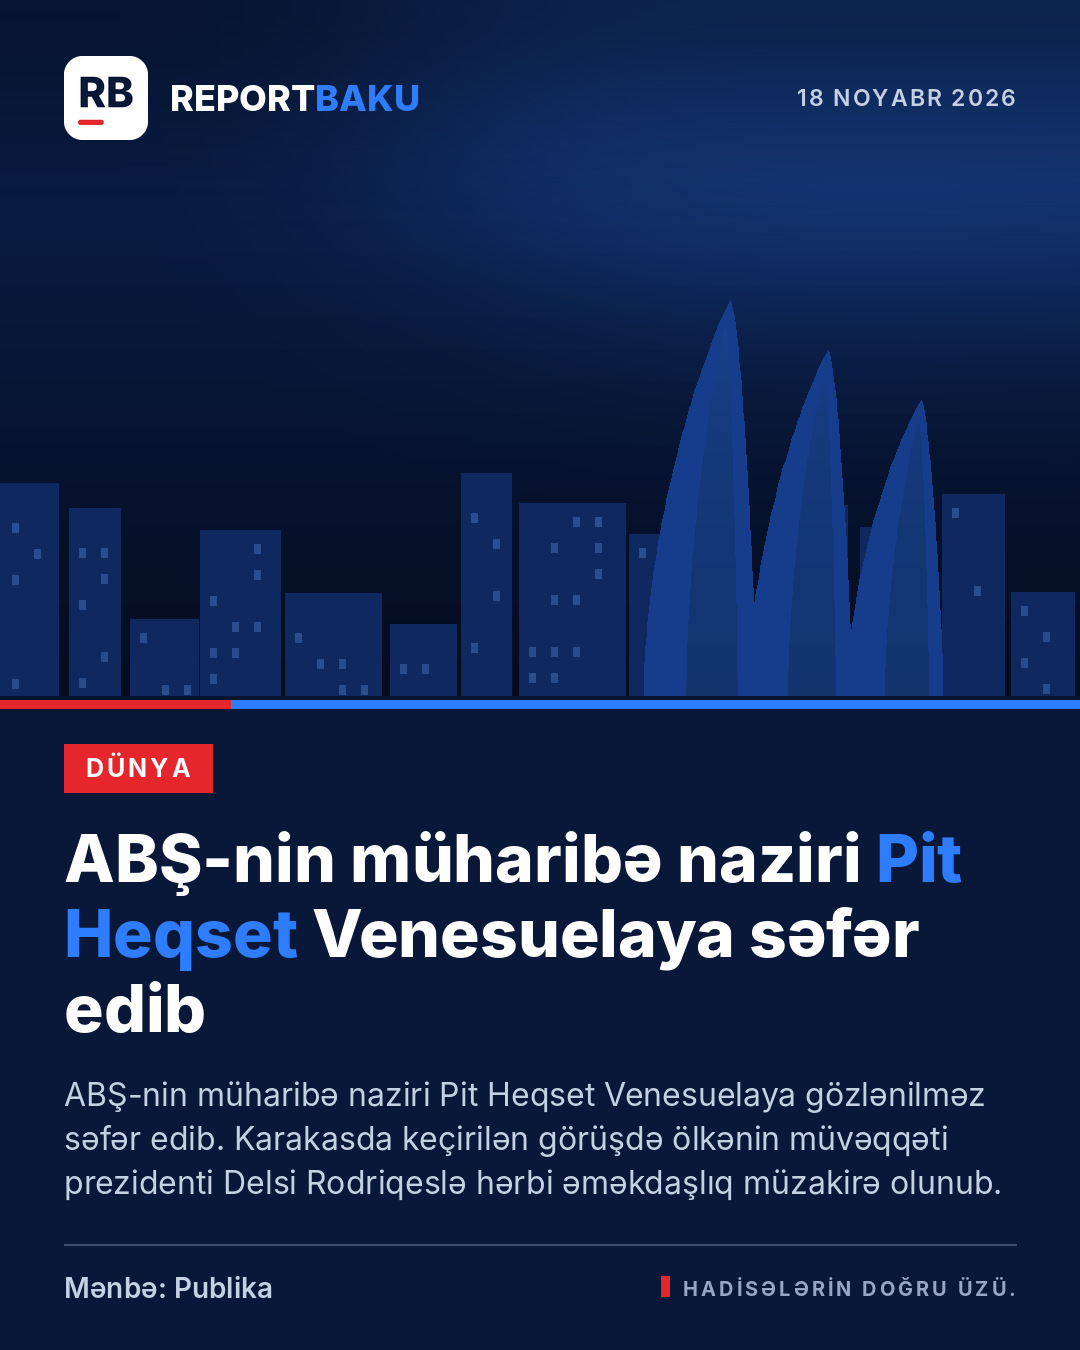 RB
REPORTBAKU
18 NOYABR 2026
DÜNYA
ABŞ-nin müharibə naziri Pit
Heqset Venesuelaya səfər
edib
ABŞ-nin müharibə naziri Pit Heqset Venesuelaya gözlənilməz
səfər edib. Karakasda keçirilən görüşdə ölkənin müvəqqəti
prezidenti Delsi Rodriqeslə hərbi əməkdaşlıq müzakirə olunub.
Mənbə: Publika
HADİSƏLƏRİN DOĞRU ÜZÜ.